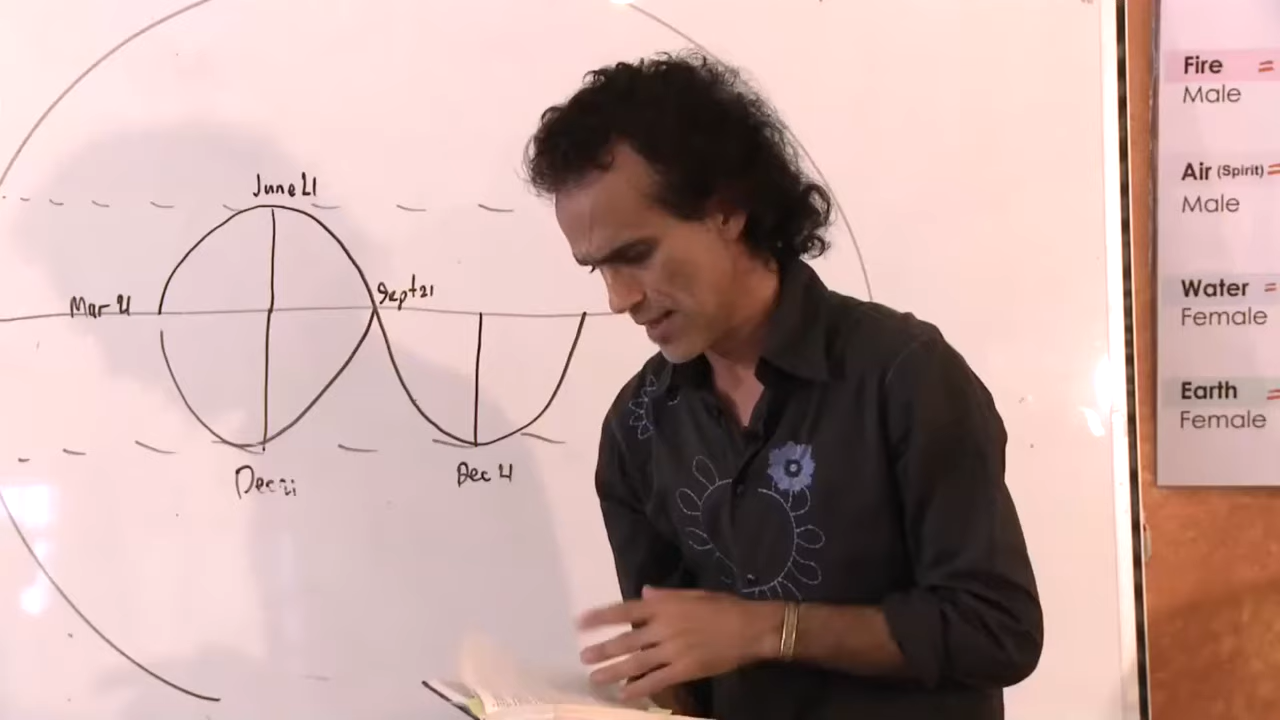 June 21
Mar 21
Sept 21
Dec 21
Dec 21
Fire =
Male
Air (Spirit) =
Male
Water =
Female
Earth =
Female